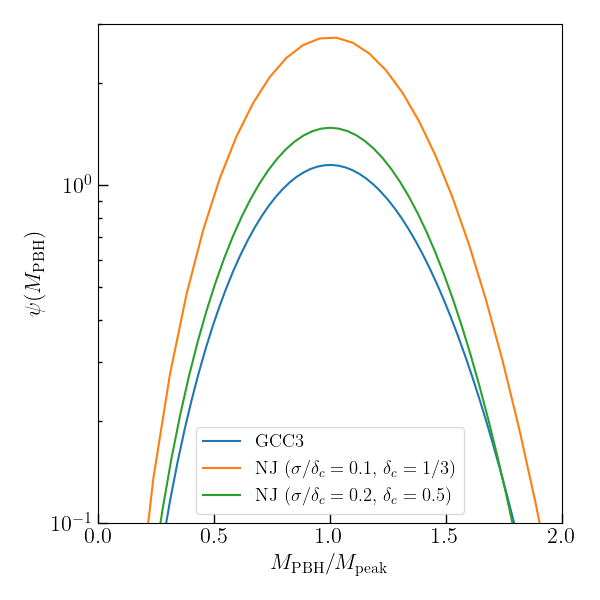 ψ(M_PBH)
10^0
10^−1
GCC3
NJ (σ/δ_c = 0.1, δ_c = 1/3)
NJ (σ/δ_c = 0.2, δ_c = 0.5)
0.0 0.5 1.0 1.5 2.0
M_PBH/M_peak